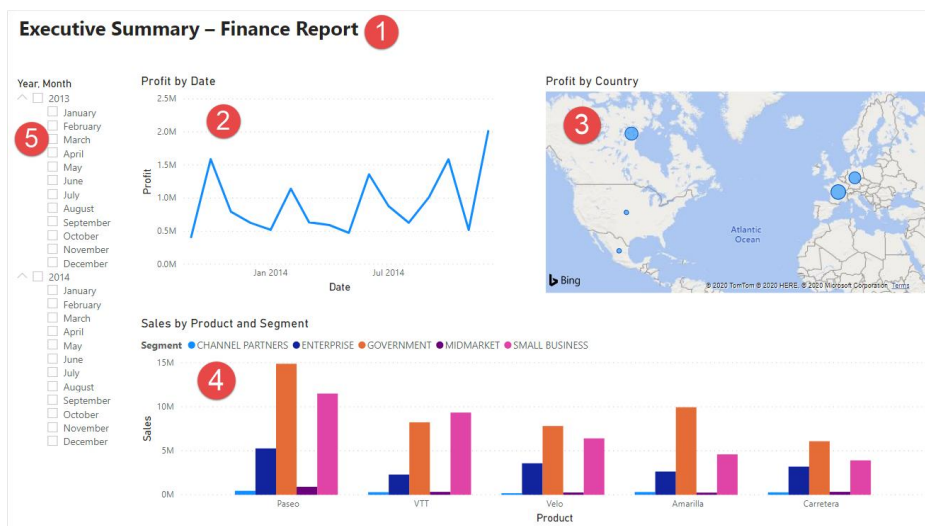 Executive Summary – Finance Report 1
Year, Month
2013
January
February
5
March
April
May
June
July
August
September
October
November
December
2014
January
February
March
April
May
June
July
August
September
October
November
December
Profit by Date
2
2.5M
2.0M
1.5M
1.0M
0.5M
0.0M
Profit
Jan 2014 Jul 2014
Date
Profit by Country
3
Atlantic
Ocean
Bing
© 2020 TomTom © 2020 HERE, © 2020 Microsoft Corporation Terms
Sales by Product and Segment
Segment CHANNEL PARTNERS ENTERPRISE GOVERNMENT MIDMARKET SMALL BUSINESS
4
15M
10M
5M
0M
Sales
Paseo VTT Velo Amarilla Carretera
Product